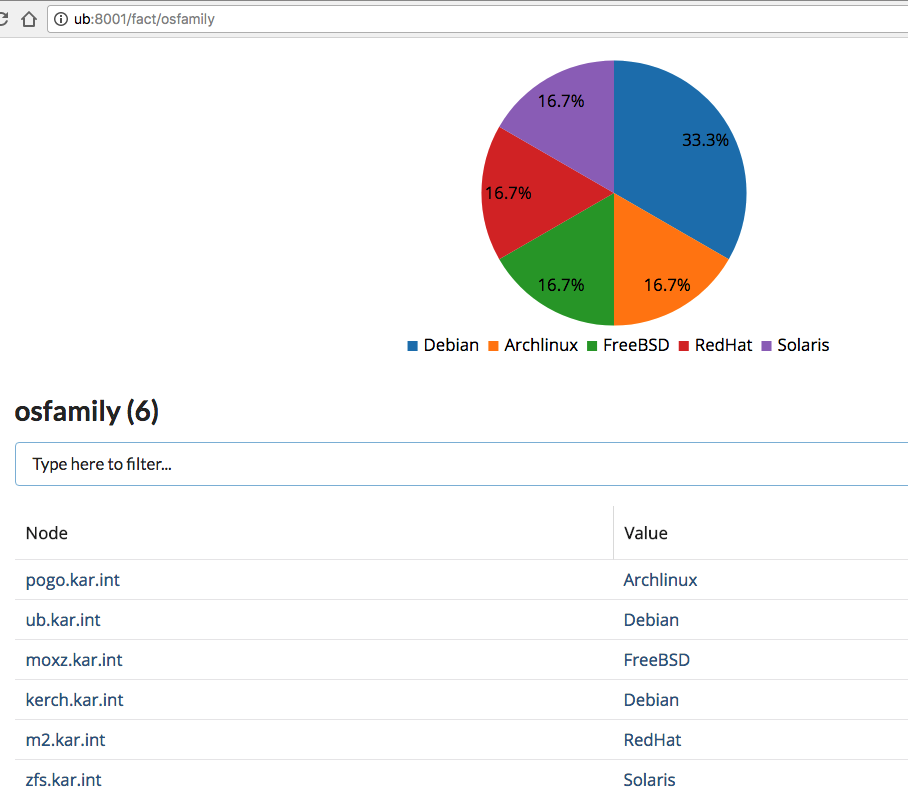 ub:8001/fact/osfamily
16.7%
33.3%
16.7%
16.7%
16.7%
Debian Archlinux FreeBSD RedHat Solaris
osfamily (6)
Type here to filter...
Node Value
pogo.kar.int Archlinux
ub.kar.int Debian
moxz.kar.int FreeBSD
kerch.kar.int Debian
m2.kar.int RedHat
zfs.kar.int Solaris